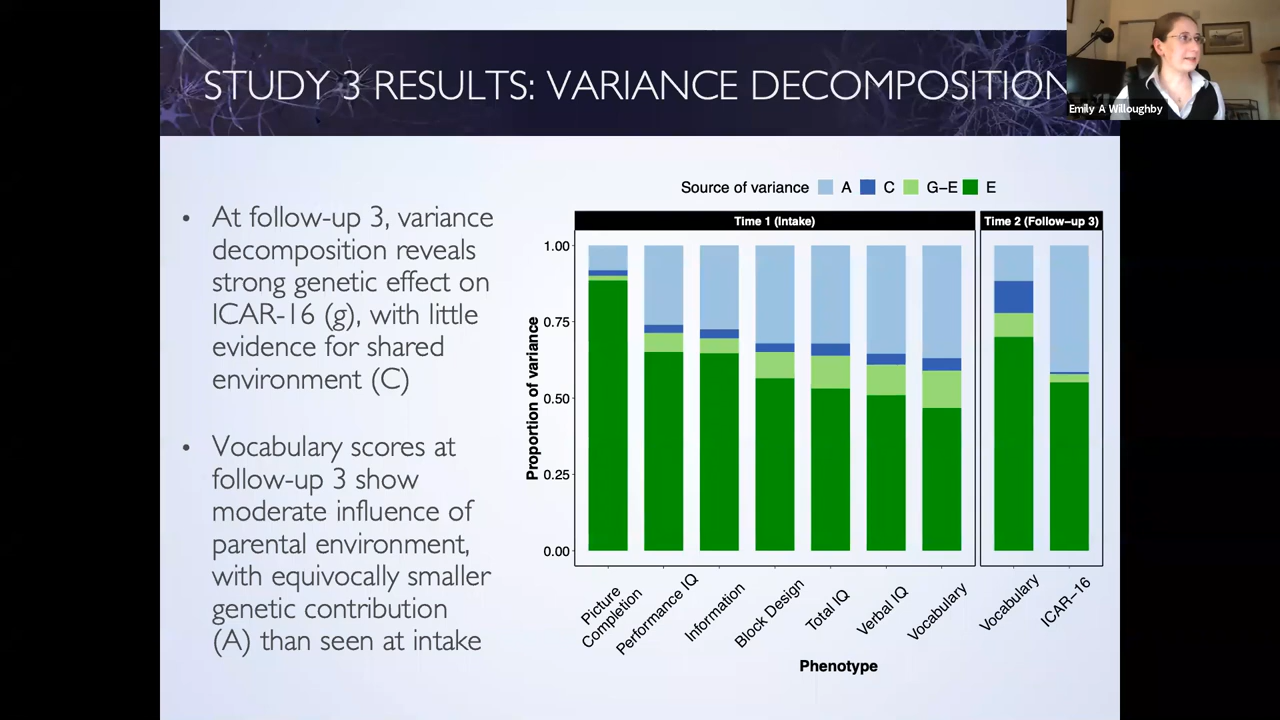 STUDY 3 RESULTS: VARIANCE DECOMPOSITION
Emily A Willoughby
• At follow-up 3, variance
decomposition reveals
strong genetic effect on
ICAR-16 (g), with little
evidence for shared
environment (C)
• Vocabulary scores at
follow-up 3 show
moderate influence of
parental environment,
with equivocally smaller
genetic contribution
(A) than seen at intake
Source of variance A C G–E E
Time 1 (Intake)
Time 2 (Follow–up 3)
Proportion of variance
1.00
0.75
0.50
0.25
0.00
Picture
Completion
Performance IQ
Information
Block Design
Total IQ
Verbal IQ
Vocabulary
Vocabulary
ICAR–16
Phenotype